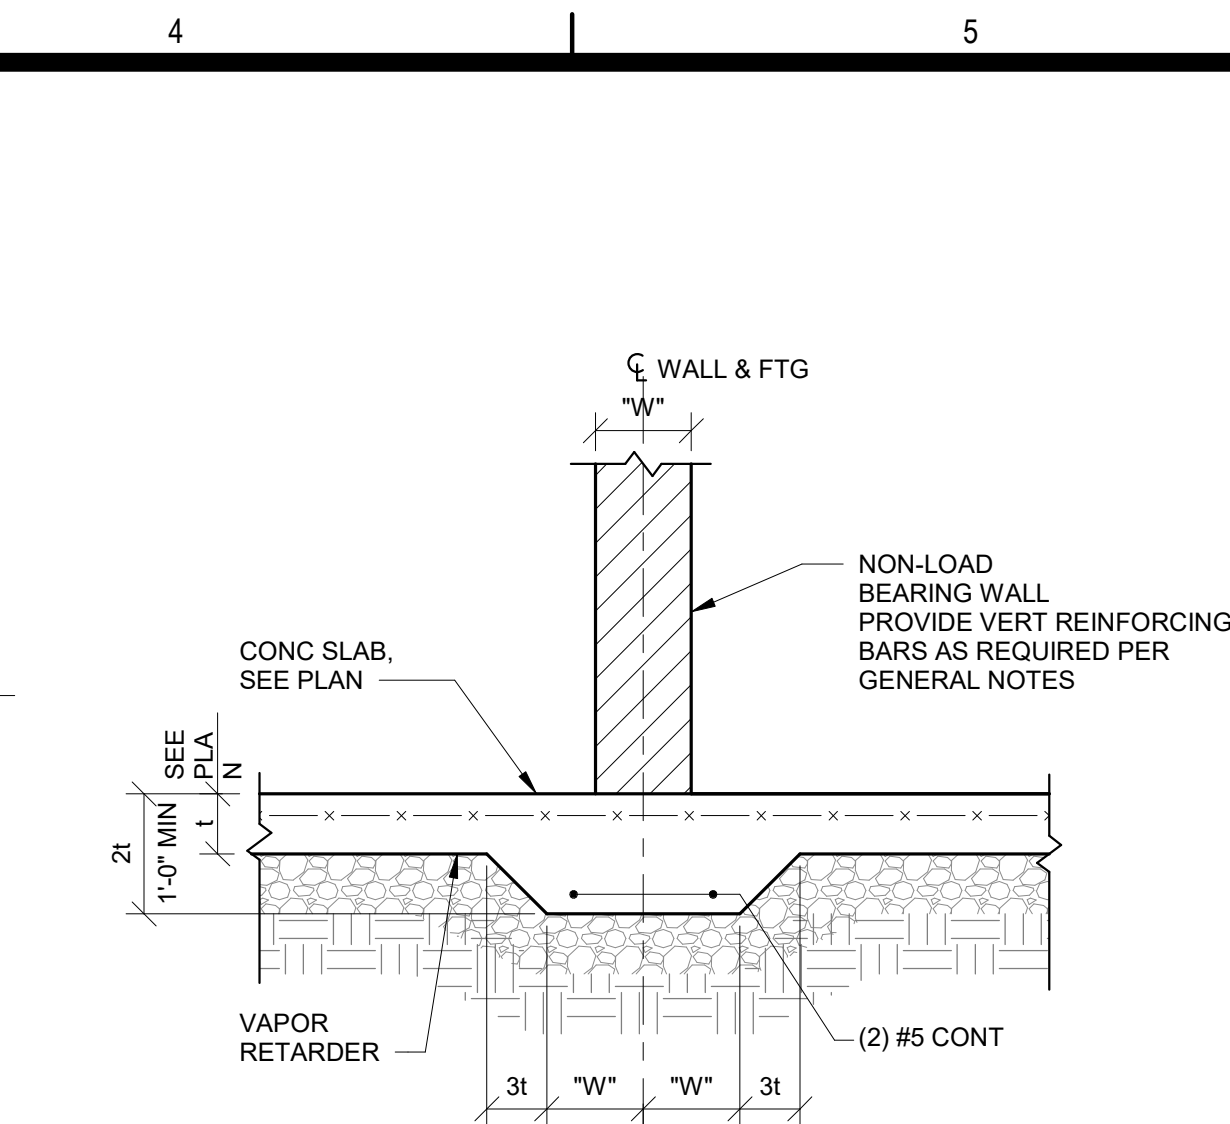 4
5
℄ WALL & FTG
"W"
NON-LOAD
BEARING WALL
PROVIDE VERT REINFORCING
BARS AS REQUIRED PER
GENERAL NOTES
CONC SLAB,
SEE PLAN
SEE
PLA
N
2t
1'-0" MIN
t
VAPOR
RETARDER
(2) #5 CONT
3t
"W"
"W"
3t